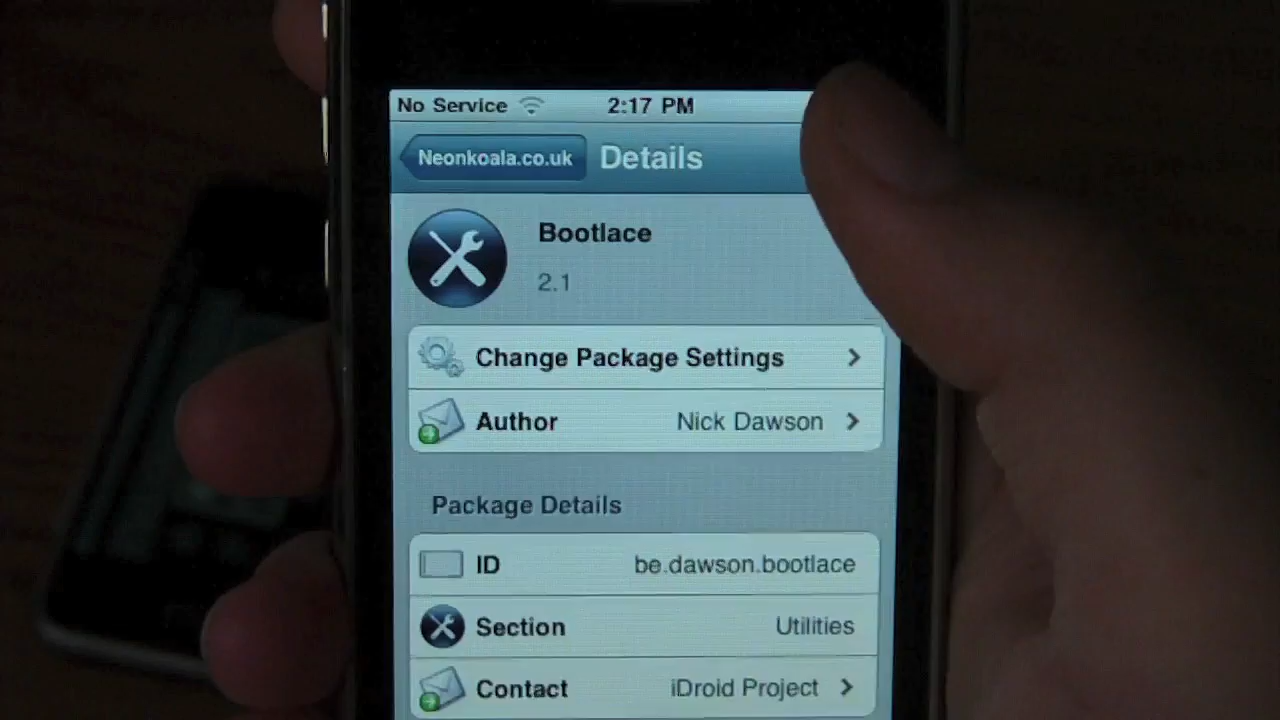 No Service 2:17 PM
Neonkoala.co.uk Details
Bootlace
2.1
Change Package Settings
Author Nick Dawson
Package Details
ID be.dawson.bootlace
Section Utilities
Contact iDroid Project